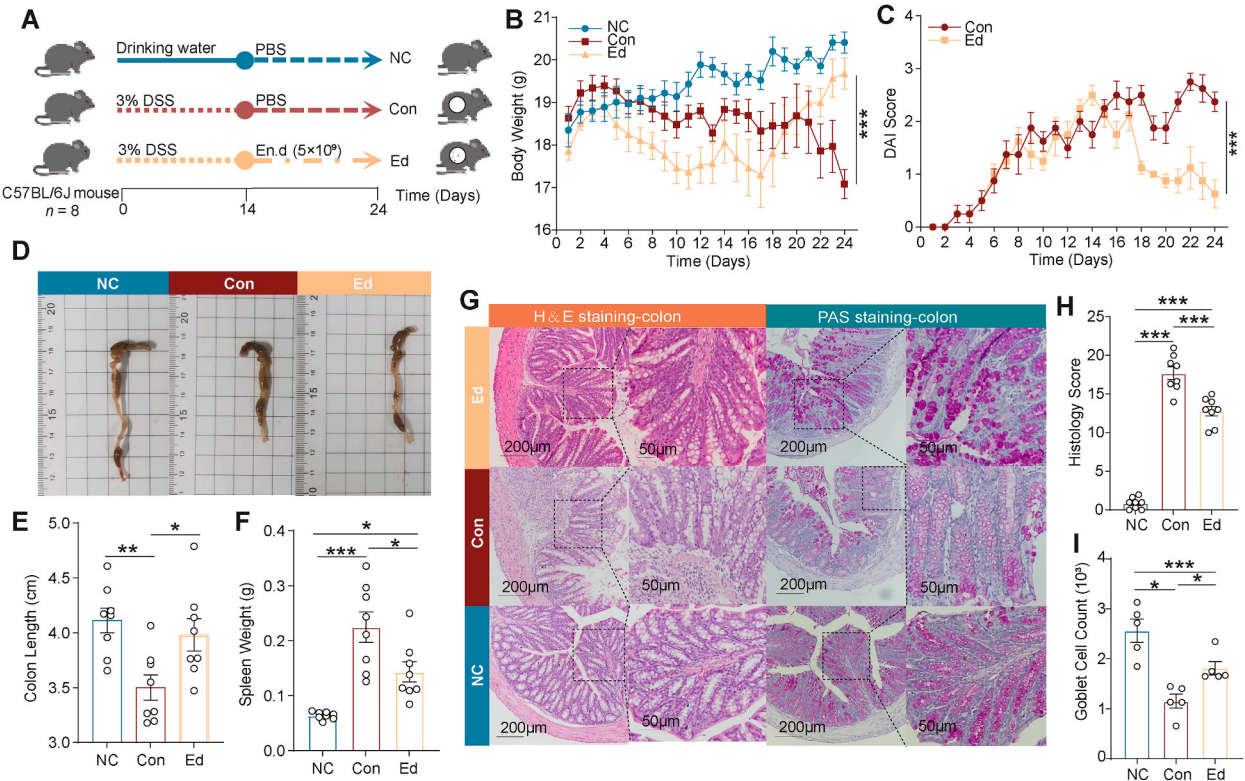 A
Drinking water
PBS
NC
3% DSS
PBS
Con
3% DSS
En.d (5×10⁹)
Ed
C57BL/6J mouse
n = 8
0
14
24
Time (Days)
B
NC
Con
Ed
21
20
19
18
17
16
Body Weight (g)
0 2 4 6 8 10 12 14 16 18 20 22 24
Time (Days)
***
C
Con
Ed
4
3
2
1
0
DAI Score
0 2 4 6 8 10 12 14 16 18 20 22 24
Time (Days)
***
D
NC Con Ed
E
5.0
4.5
4.0
3.5
3.0
Colon Length (cm)
** *
NC Con Ed
F
0.4
0.3
0.2
0.1
0.0
Spleen Weight (g)
*
*** *
NC Con Ed
G
H&E staining-colon
PAS staining-colon
Ed
200μm 50μm 200μm 50μm
Con
200μm 50μm 200μm 50μm
NC
200μm 50μm 200μm 50μm
H
25
20
15
10
5
0
Histology Score
***
*** ***
NC Con Ed
I
4
3
2
1
0
Goblet Cell Count (10³)
***
* *
NC Con Ed